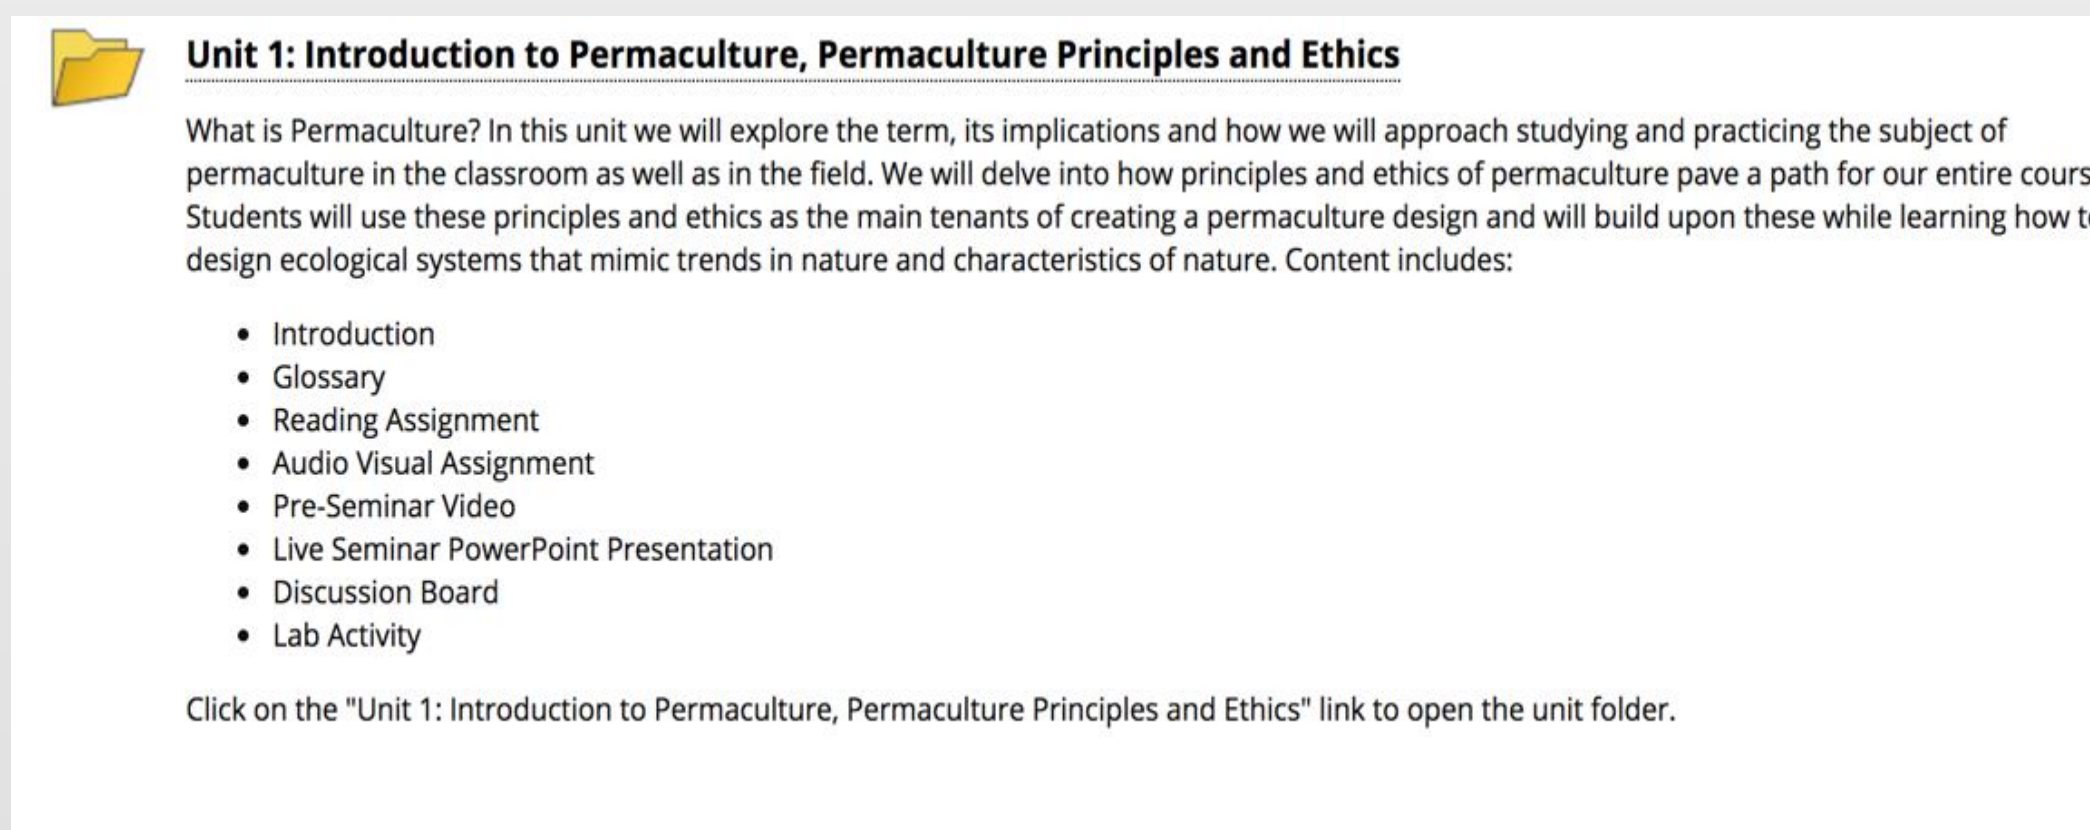 Unit 1: Introduction to Permaculture, Permaculture Principles and Ethics
What is Permaculture? In this unit we will explore the term, its implications and how we will approach studying and practicing the subject of
permaculture in the classroom as well as in the field. We will delve into how principles and ethics of permaculture pave a path for our entire cours
Students will use these principles and ethics as the main tenants of creating a permaculture design and will build upon these while learning how t
design ecological systems that mimic trends in nature and characteristics of nature. Content includes:
• Introduction
• Glossary
• Reading Assignment
• Audio Visual Assignment
• Pre-Seminar Video
• Live Seminar PowerPoint Presentation
• Discussion Board
• Lab Activity
Click on the "Unit 1: Introduction to Permaculture, Permaculture Principles and Ethics" link to open the unit folder.